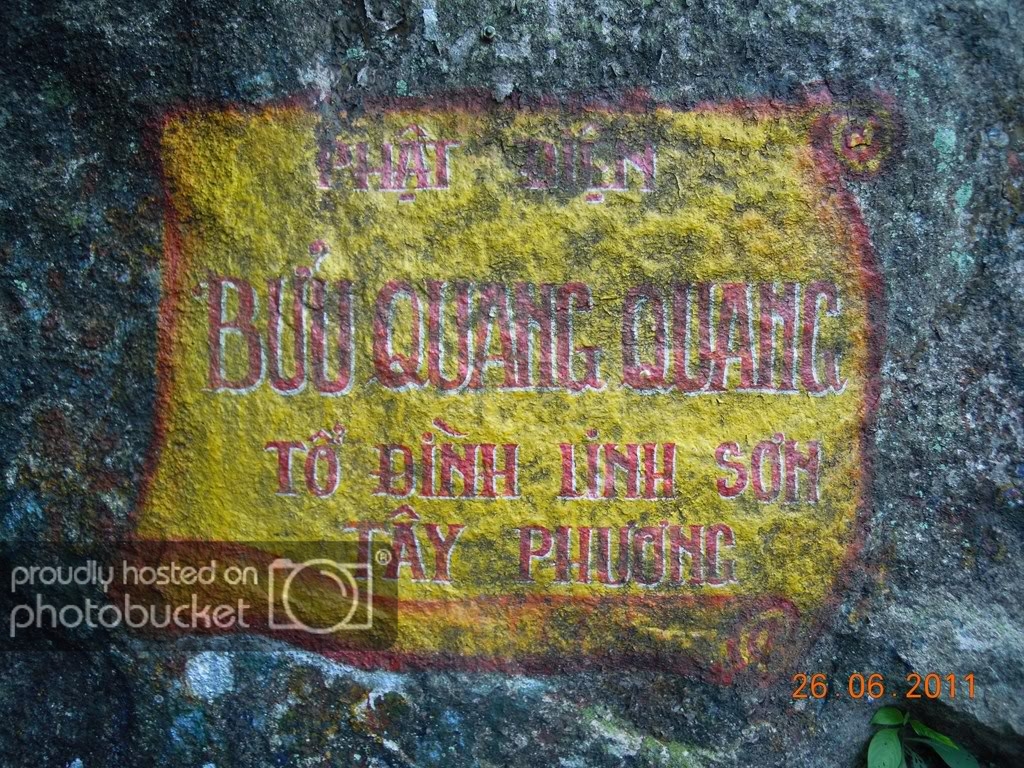 PHẬT ĐIỆN
BỬU QUANG QUANG
TỔ ĐÌNH LINH SƠN
TÂY PHƯƠNG
proudly hosted on
photobucket®
26.06.2011